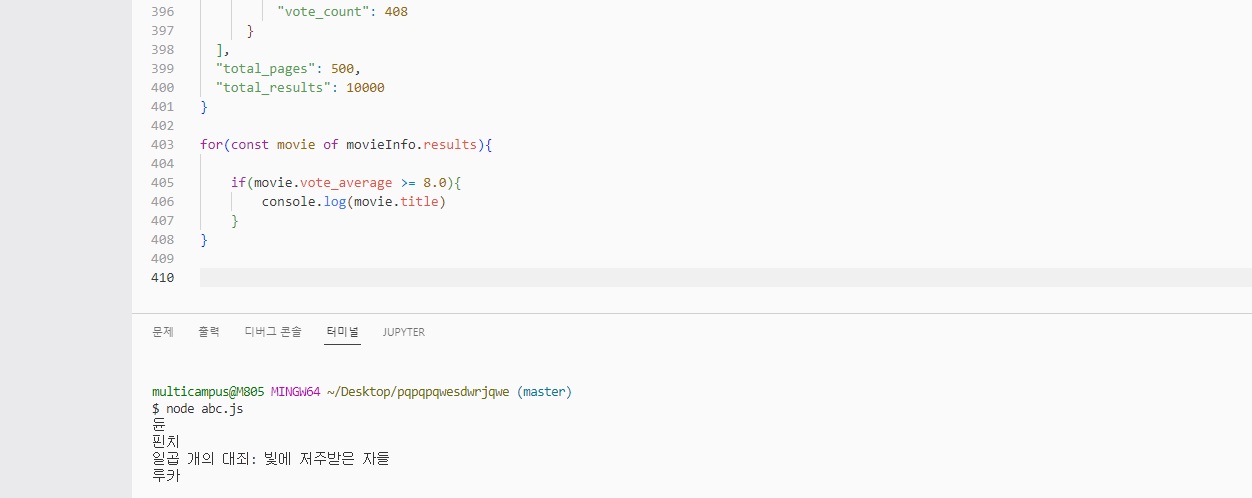 396 "vote_count": 408
397 }
398 ],
399 "total_pages": 500,
400 "total_results": 10000
401 }
402
403 for(const movie of movieInfo.results){
404
405 if(movie.vote_average >= 8.0){
406 console.log(movie.title)
407 }
408 }
409
410
문제 출력 디버그 콘솔 터미널 JUPYTER
multicampus@M805 MINGW64 ~/Desktop/pqpqpqwesdwrjqwe (master)
$ node abc.js
듄
핀치
일곱 개의 대죄: 빛에 저주받은 자들
루카